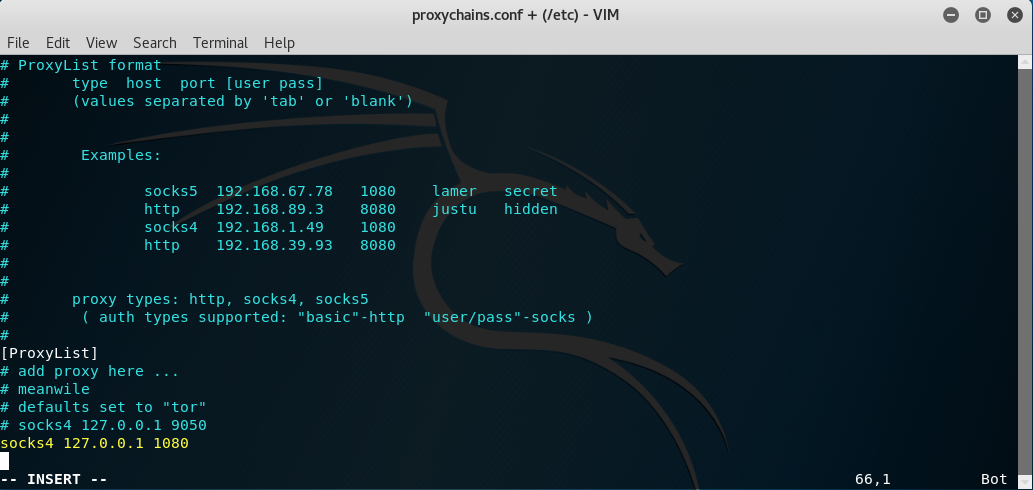 proxychains.conf + (/etc) - VIM
File Edit View Search Terminal Help
# ProxyList format
#       type  host  port [user pass]
#       (values separated by 'tab' or 'blank')
#
#
#        Examples:
#
#               socks5  192.168.67.78   1080    lamer   secret
#               http    192.168.89.3    8080    justu   hidden
#               socks4  192.168.1.49    1080
#               http    192.168.39.93   8080
#
#
#       proxy types: http, socks4, socks5
#        ( auth types supported: "basic"-http  "user/pass"-socks )
#
[ProxyList]
# add proxy here ...
# meanwile
# defaults set to "tor"
# socks4 127.0.0.1 9050
socks4 127.0.0.1 1080
-- INSERT -- 66,1 Bot